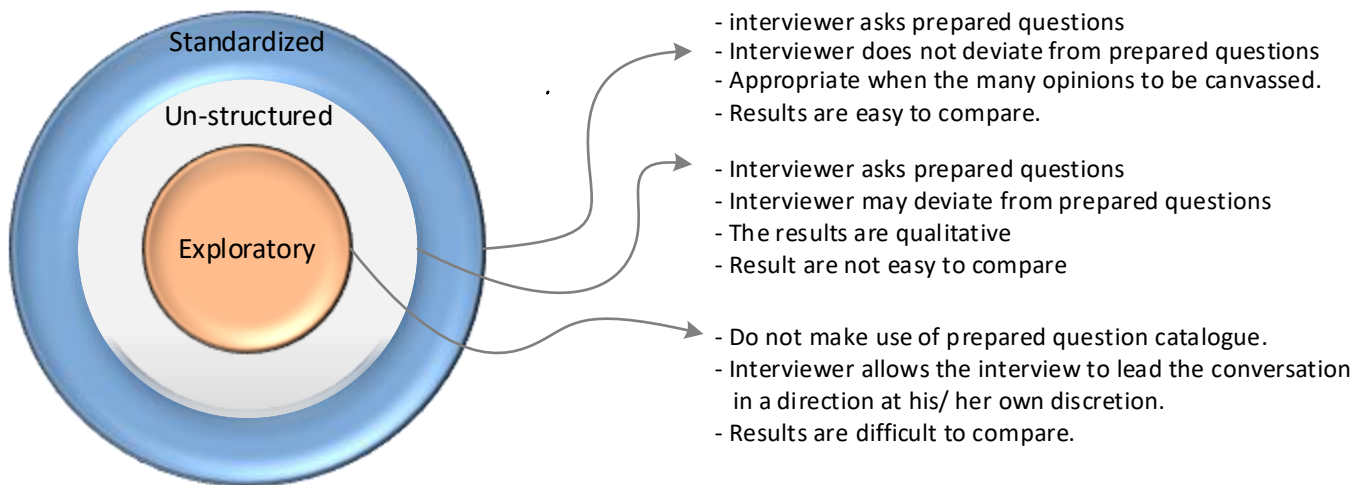 Standardized
Un-structured
Exploratory
- interviewer asks prepared questions
- Interviewer does not deviate from prepared questions
- Appropriate when the many opinions to be canvassed.
- Results are easy to compare.
- Interviewer asks prepared questions
- Interviewer may deviate from prepared questions
- The results are qualitative
- Result are not easy to compare
- Do not make use of prepared question catalogue.
- Interviewer allows the interview to lead the conversation
in a direction at his/ her own discretion.
- Results are difficult to compare.